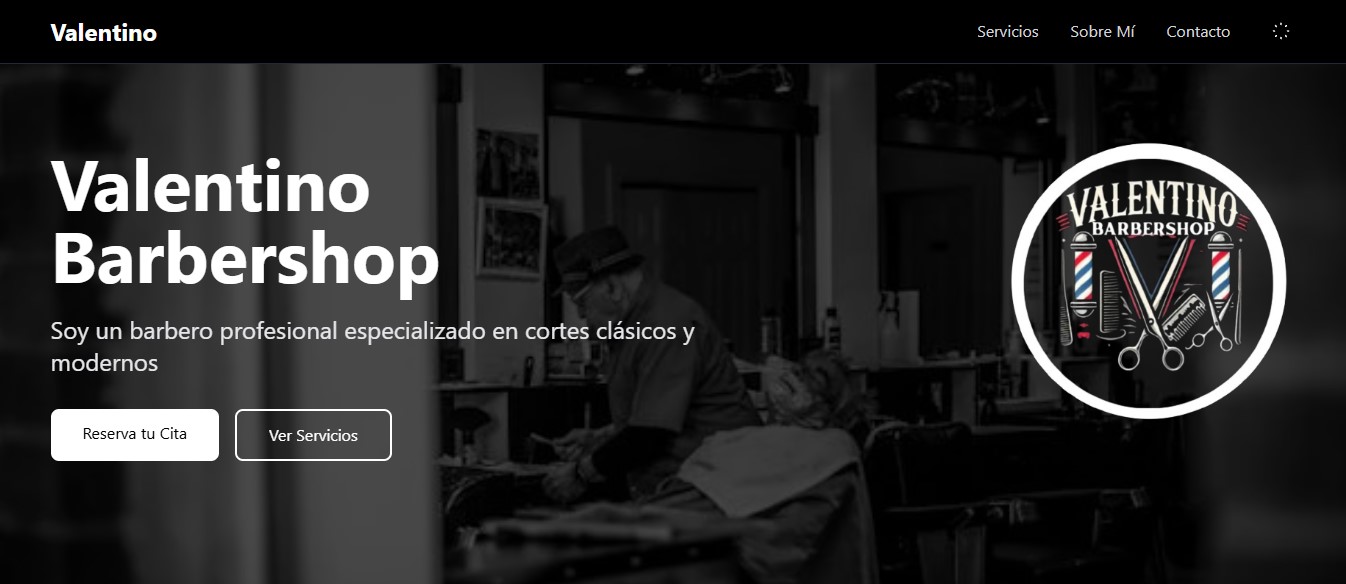 Valentino
Servicios Sobre Mí Contacto
Valentino
Barbershop
Soy un barbero profesional especializado en cortes clásicos y
modernos
Reserva tu Cita Ver Servicios
VALENTINO
BARBERSHOP